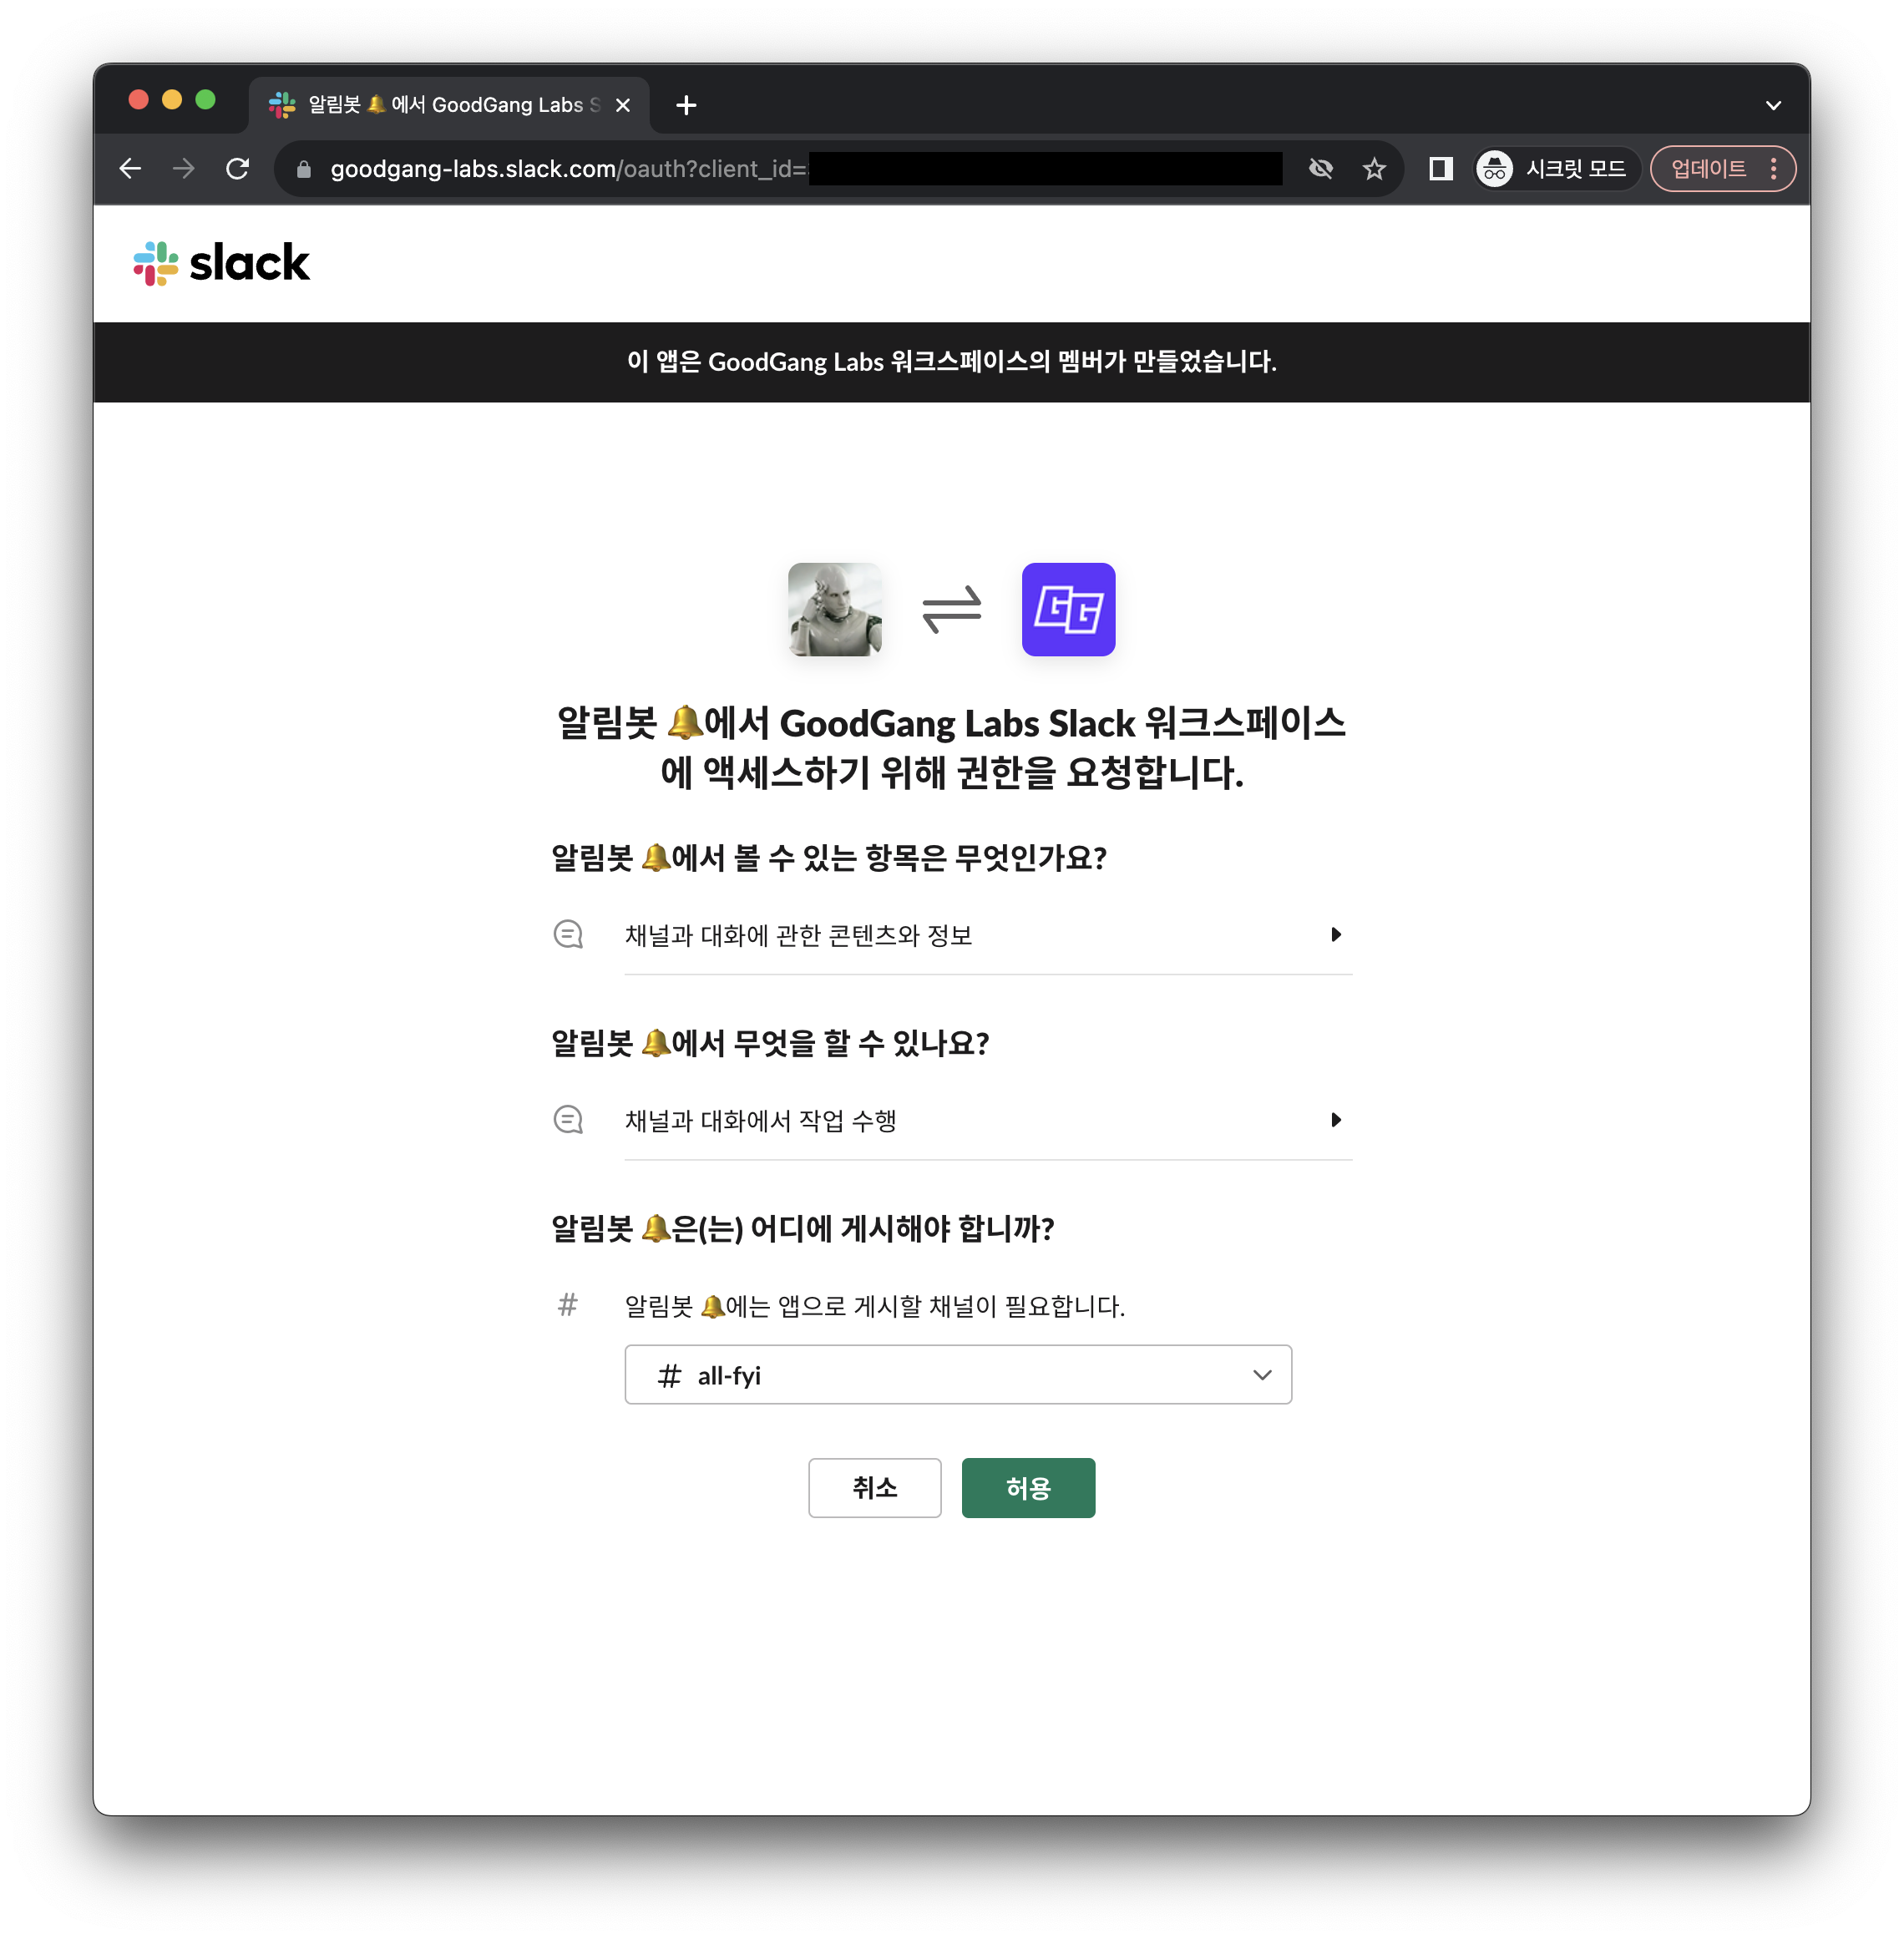 알림봇 🔔 에서 GoodGang Labs S
goodgang-labs.slack.com/oauth?client_id=
시크릿 모드
업데이트
slack
이 앱은 GoodGang Labs 워크스페이스의 멤버가 만들었습니다.
GG
알림봇 🔔에서 GoodGang Labs Slack 워크스페이스
에 액세스하기 위해 권한을 요청합니다.
알림봇 🔔에서 볼 수 있는 항목은 무엇인가요?
채널과 대화에 관한 콘텐츠와 정보
알림봇 🔔에서 무엇을 할 수 있나요?
채널과 대화에서 작업 수행
알림봇 🔔은(는) 어디에 게시해야 합니까?
# 알림봇 🔔에는 앱으로 게시할 채널이 필요합니다.
# all-fyi
취소
허용